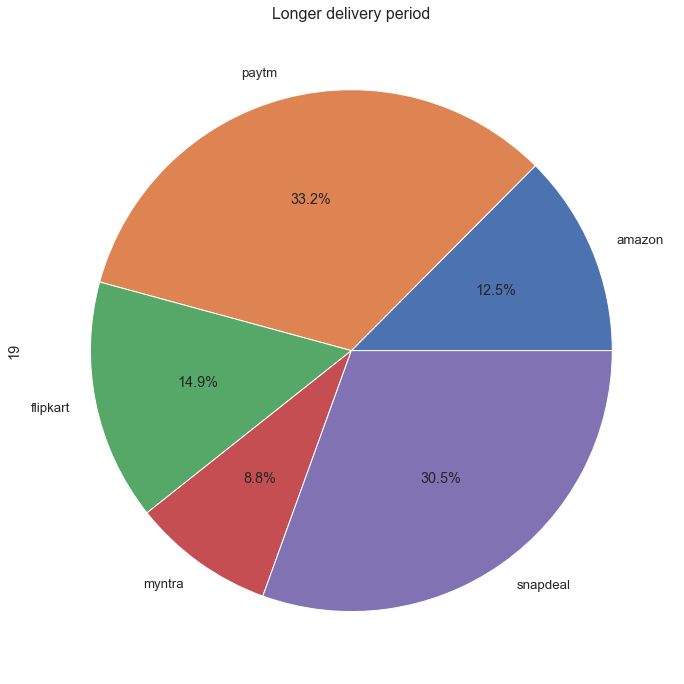 Longer delivery period
paytm
33.2%
amazon
12.5%
19
14.9%
flipkart
8.8%
30.5%
myntra
snapdeal